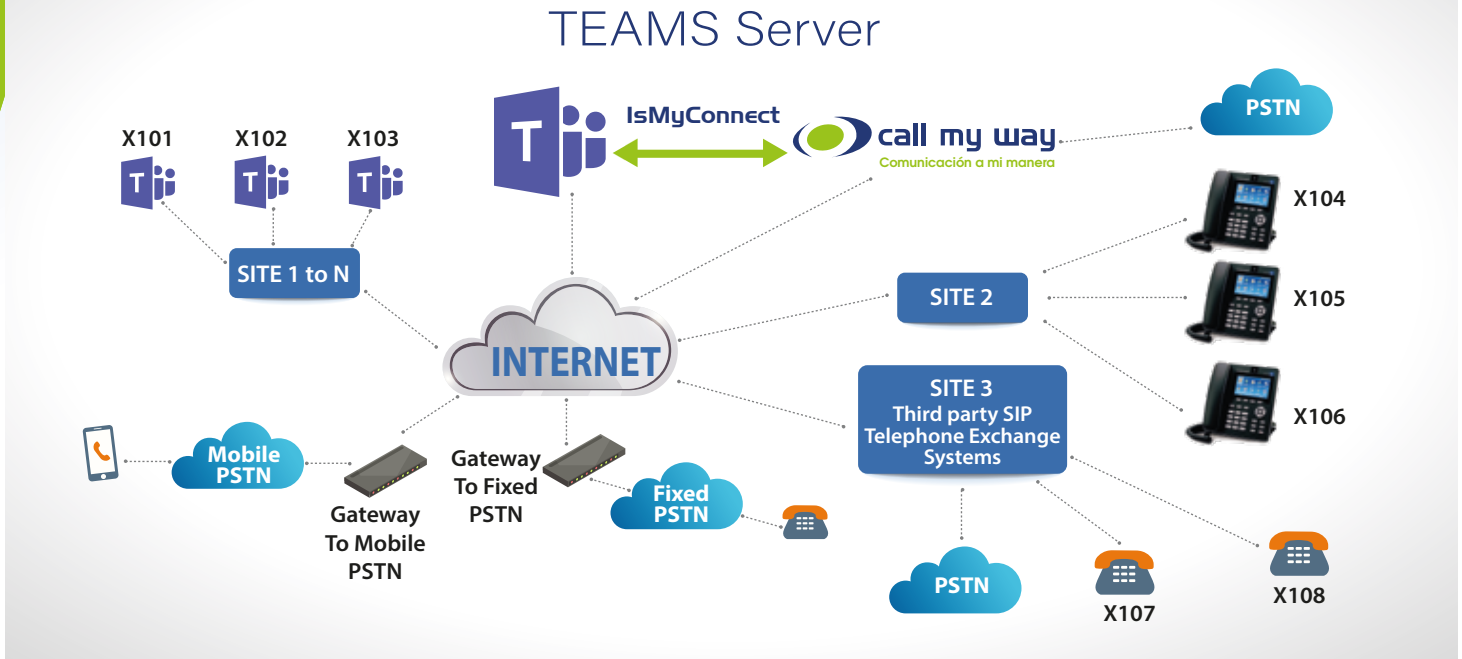 TEAMS Server
IsMyConnect
call my way
Comunicación a mi manera
PSTN
X101
X102
X103
T
T
T
T
SITE 1 to N
X104
SITE 2
X105
INTERNET
SITE 3
Third party SIP
Telephone Exchange
Systems
X106
Mobile
PSTN
Gateway
To Mobile
PSTN
Gateway
To Fixed
PSTN
Fixed
PSTN
PSTN
X107
X108